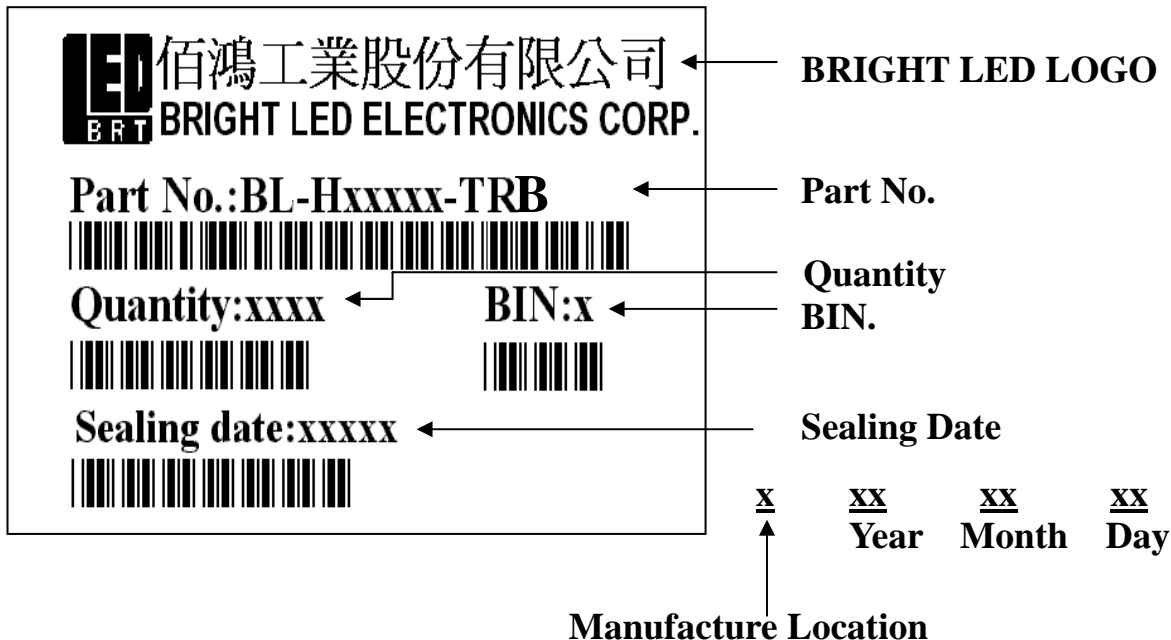 LED
BRT
佰鴻工業股份有限公司
BRIGHT LED ELECTRONICS CORP.
BRIGHT LED LOGO
Part No.:BL-Hxxxxx-TRB
Part No.
Quantity:xxxx
BIN:x
Quantity
BIN.
Sealing date:xxxxx
Sealing Date
x xx xx xx
Year Month Day
Manufacture Location